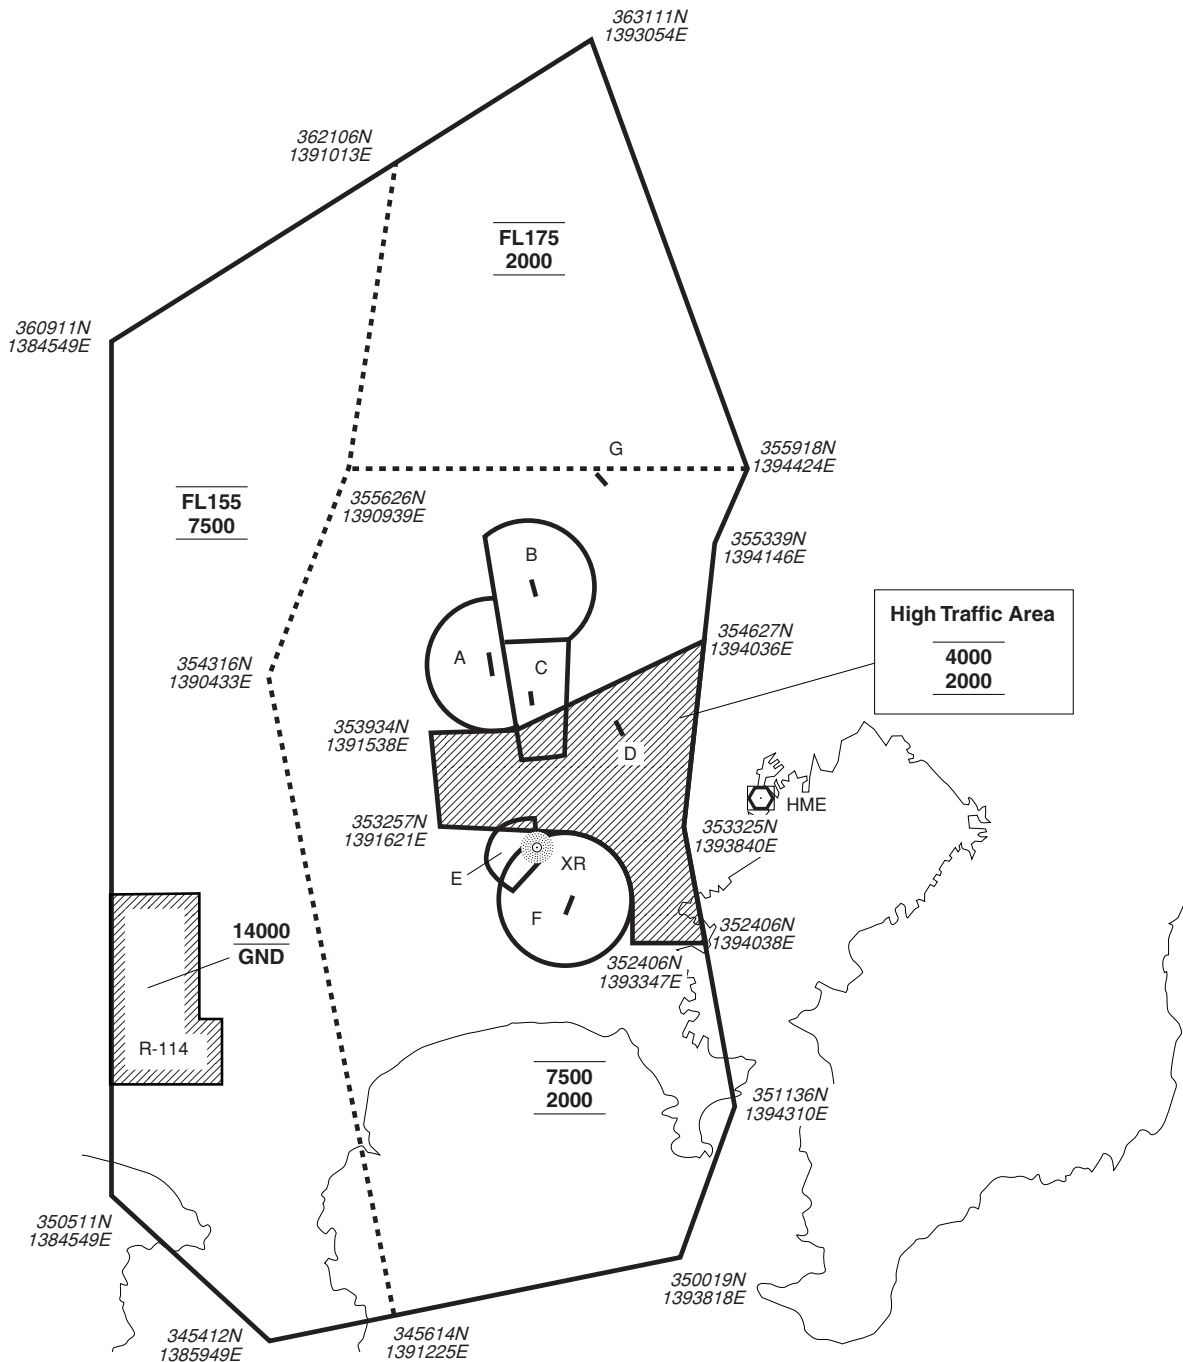 363111N
1393054E
362106N
1391013E
FL175
2000
360911N
1384549E
G
355918N
1394424E
FL155
7500
355626N
1390939E
355339N
1394146E
B
High Traffic Area
4000
2000
354627N
1394036E
354316N
1390433E
A
C
353934N
1391538E
D
HME
353257N
1391621E
353325N
1393840E
XR
E
F
14000
GND
352406N
1394038E
352406N
1393347E
R-114
7500
2000
351136N
1394310E
350511N
1384549E
350019N
1393818E
345412N
1385949E
345614N
1391225E